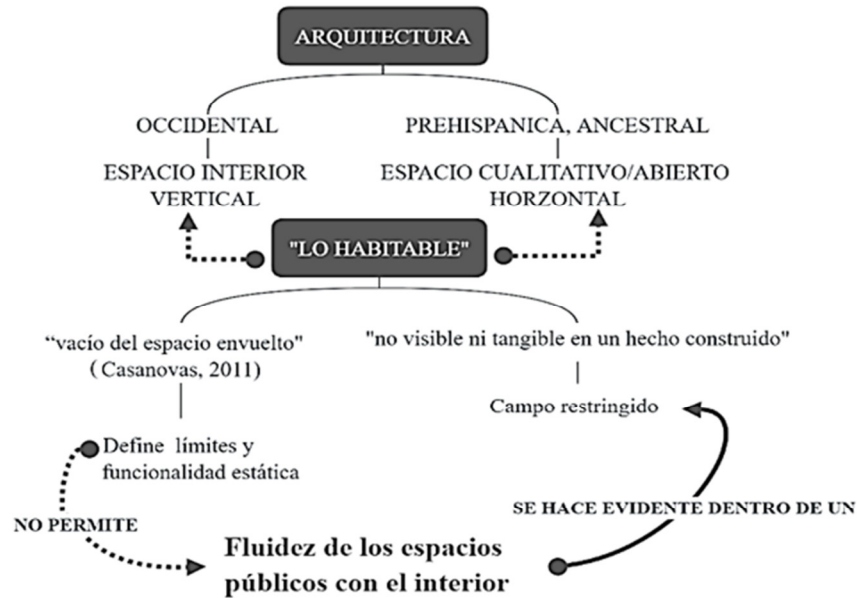 ARQUITECTURA
OCCIDENTAL
PREHISPANICA, ANCESTRAL
ESPACIO INTERIOR
VERTICAL
ESPACIO CUALITATIVO/ABIERTO
HORZONTAL
"LO HABITABLE"
“vacío del espacio envuelto"
( Casanovas, 2011)
"no visible ni tangible en un hecho construido"
Campo restringido
Define límites y
funcionalidad estática
NO PERMITE
SE HACE EVIDENTE DENTRO DE UN
Fluidez de los espacios
públicos con el interior